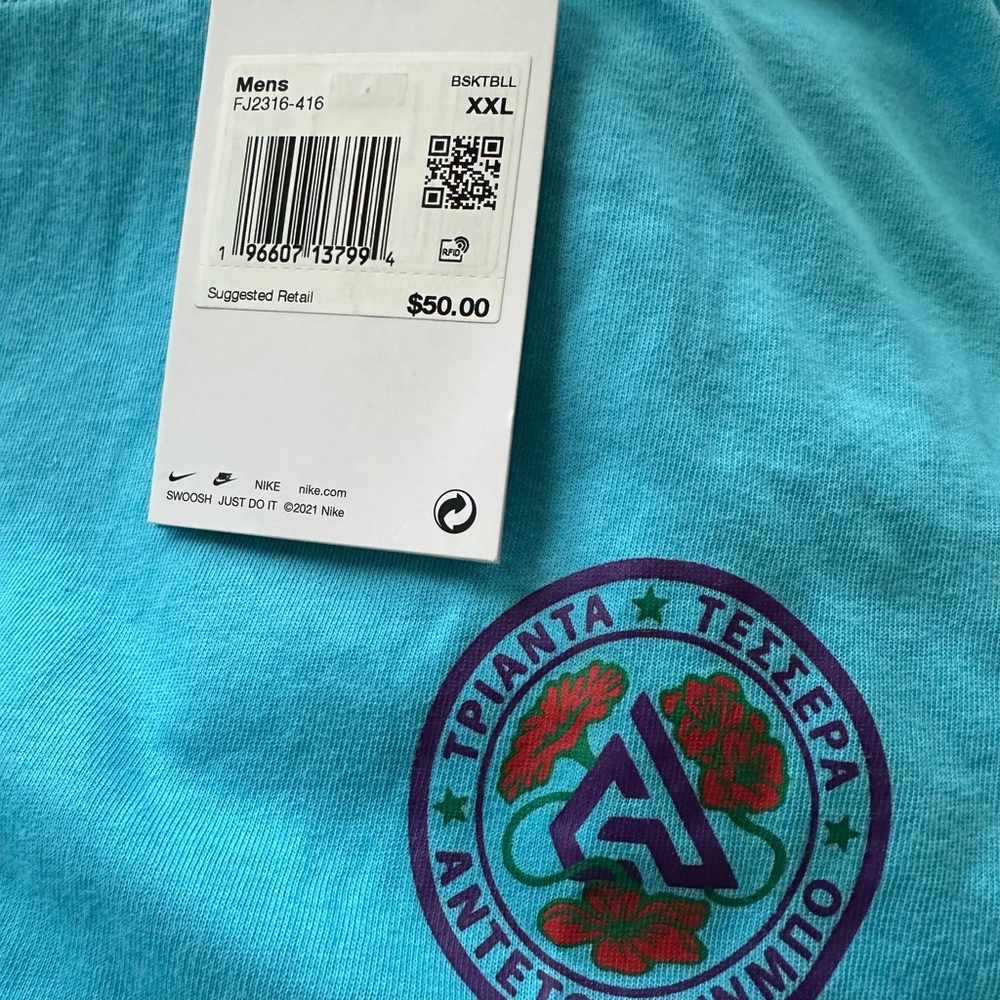 Mens
BSKTBLL
FJ2316-416
XXL
1 96607 13799 4
RFID
Suggested Retail
$50.00
NIKE nike.com
SWOOSH JUST DO IT ©2021 Nike
ΤΡΙΑΝΤΑ ★ ΤΕΣΣΕΡΑ